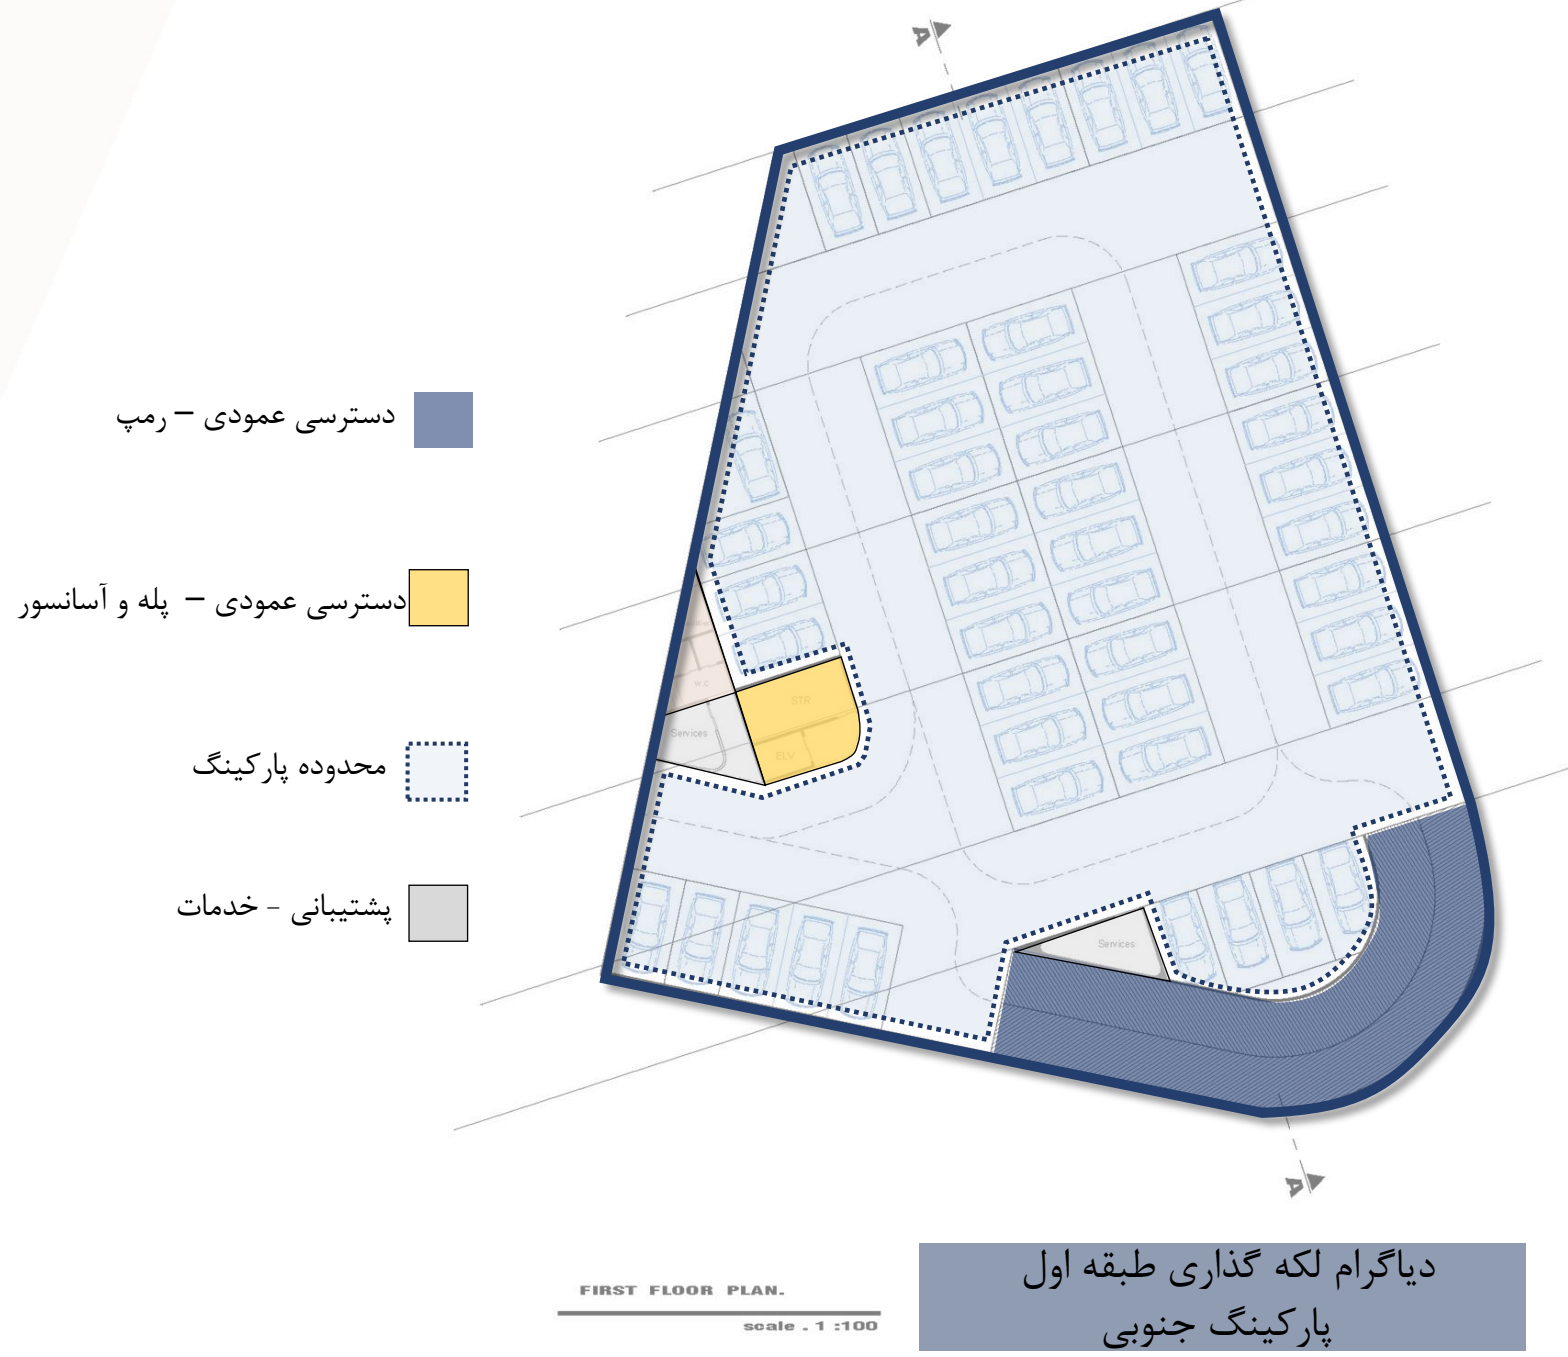 A
دسترسی عمودی – رمپ
دسترسی عمودی – پله و آسانسور
محدوده پارکینگ
پشتیبانی - خدمات
W.C
STR
Services
ELV
Services
A
FIRST FLOOR PLAN.
scale . 1 :100
دیاگرام لکه گذاری طبقه اول
پارکینگ جنوبی